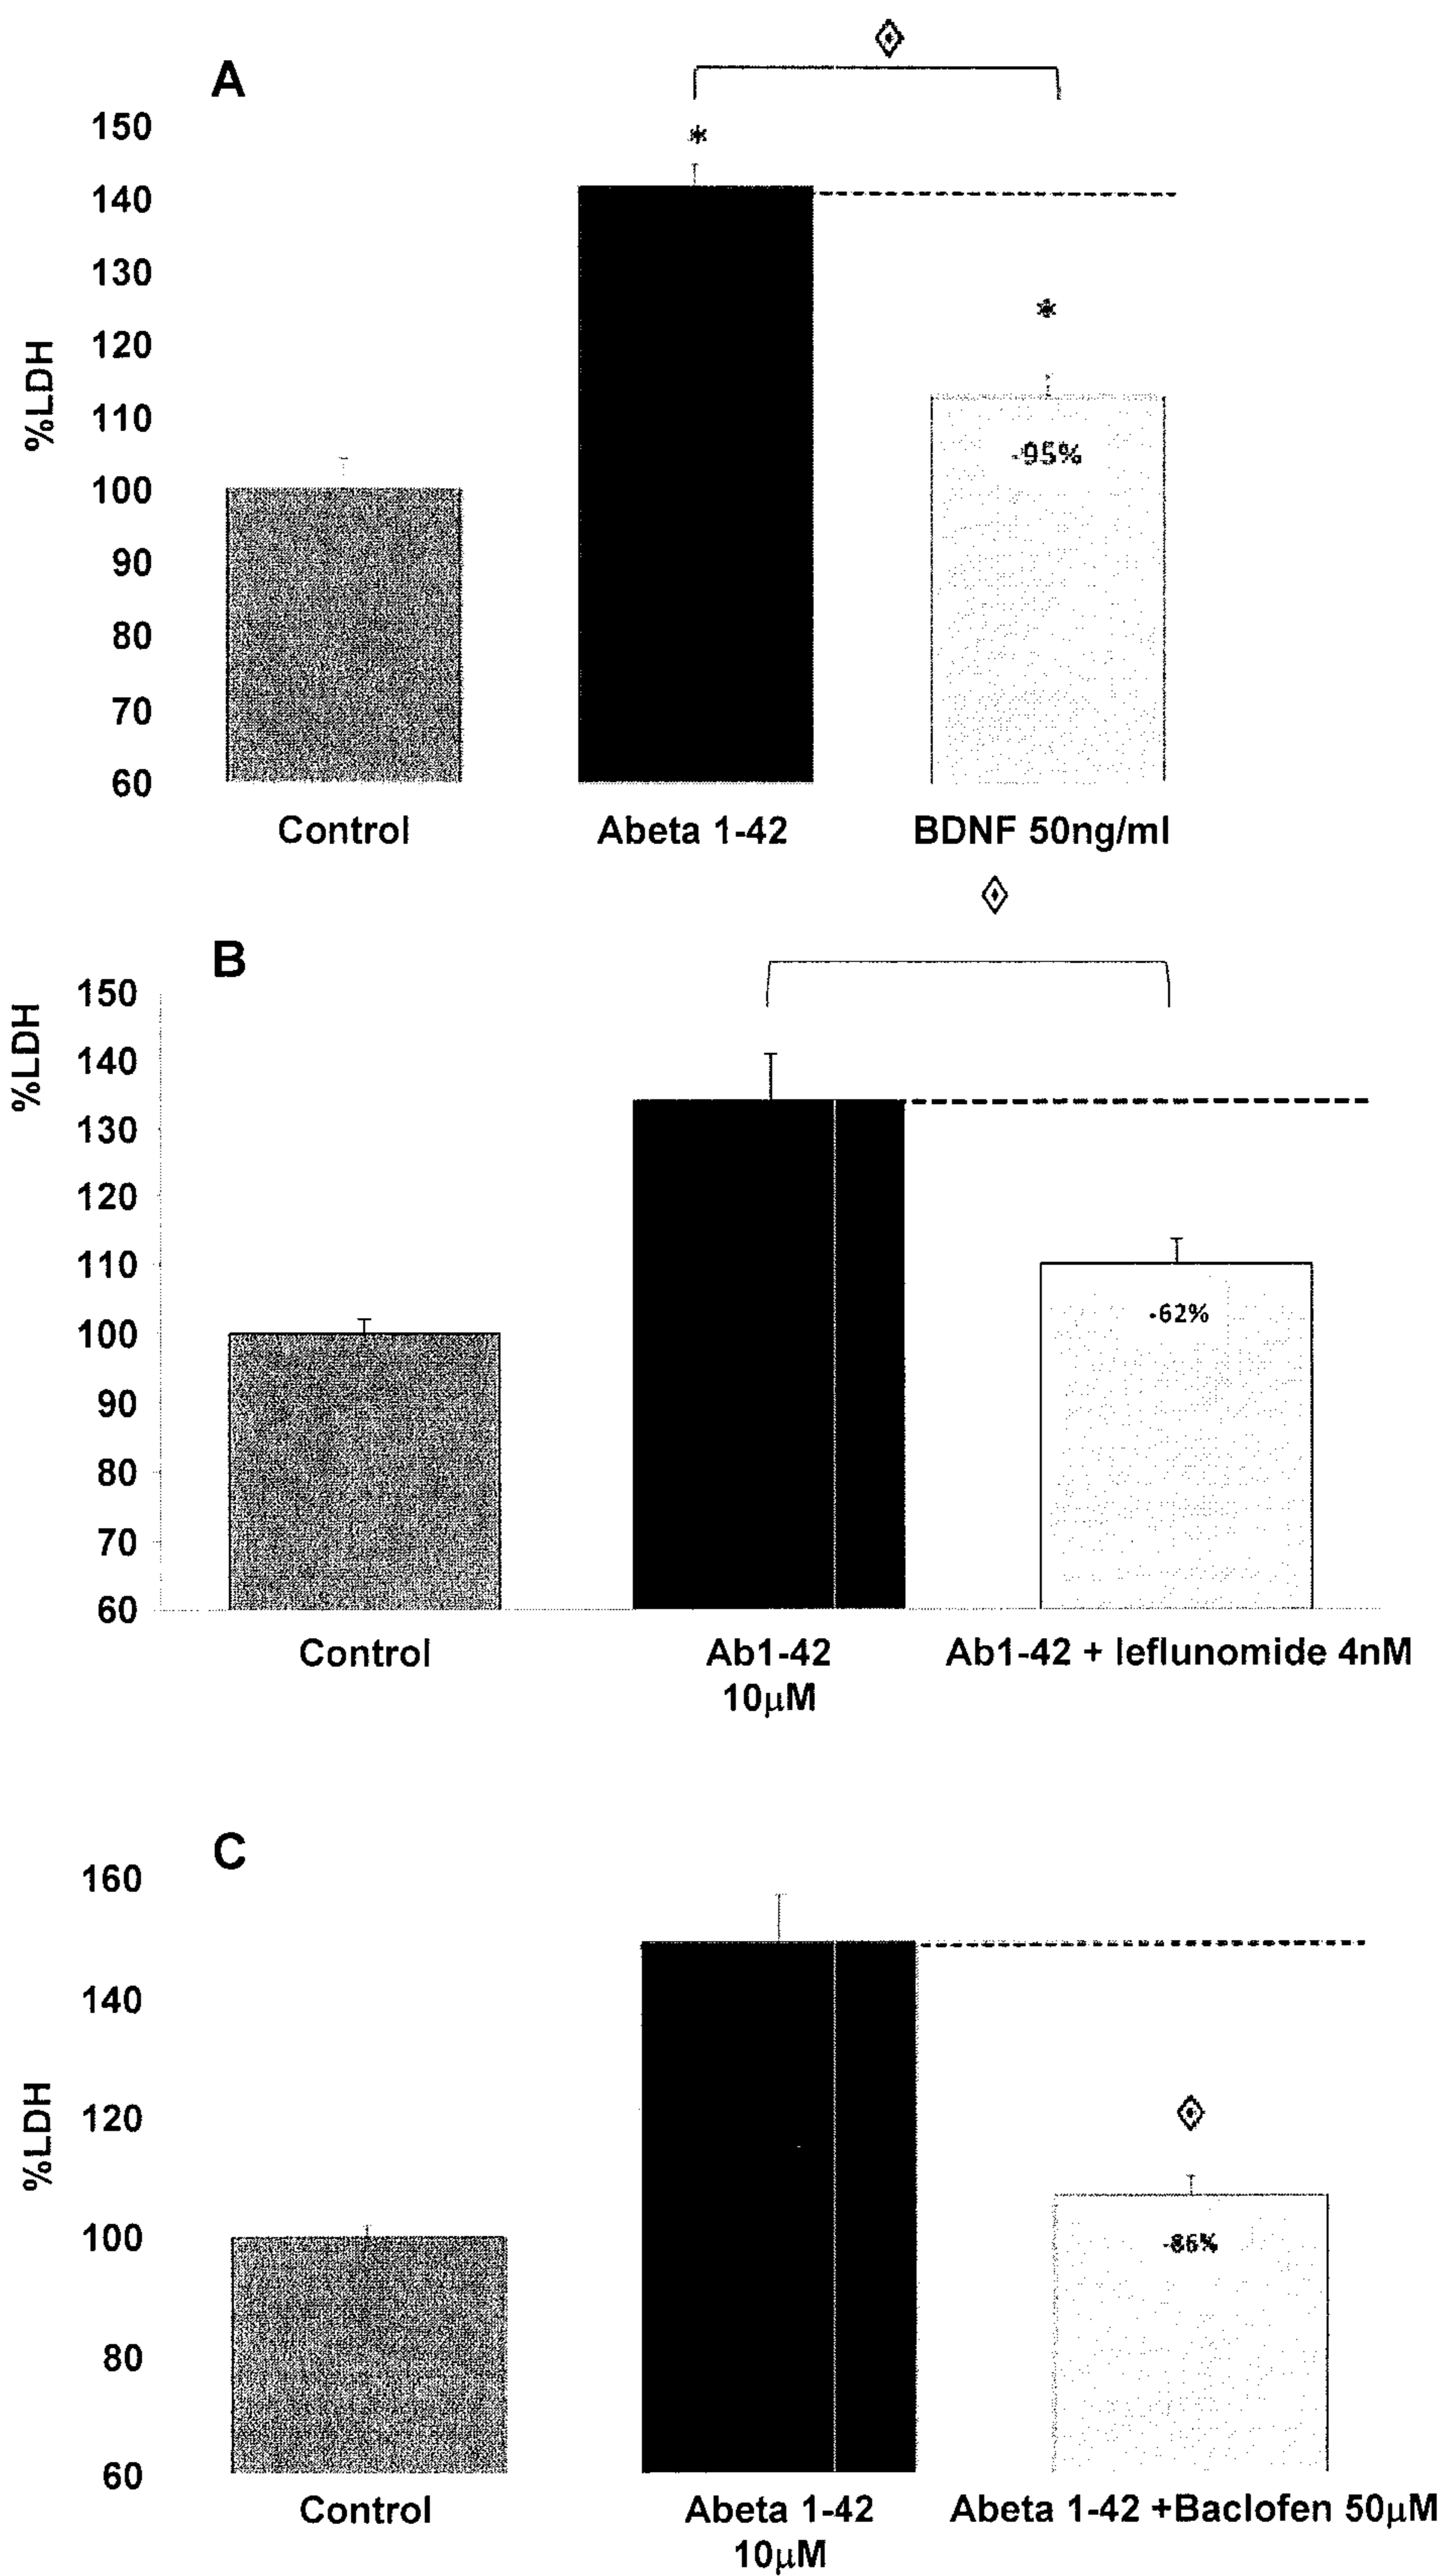 A
*
150
140
130
*
120
%LDH
110
-95%
100
90
80
70
60
Control Abeta 1-42 BDNF 50ng/ml
B
150
%LDH
140
130
120
110
-62%
100
90
80
70
60
Control Ab1-42 Ab1-42 + leflunomide 4nM
10µM
C
160
140
%LDH
120
100
-86%
80
60
Control Abeta 1-42 Abeta 1-42 +Baclofen 50µM
10µM